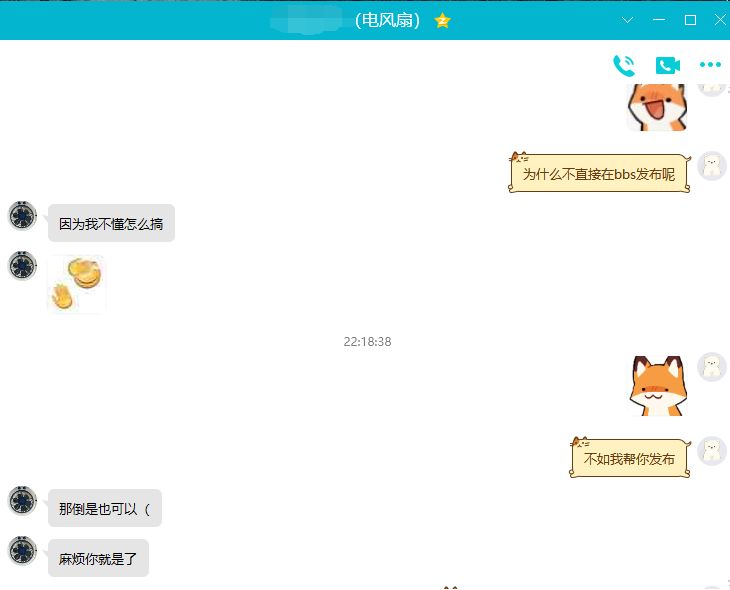 （电风扇）
为什么不直接在bbs发布呢
因为我不懂怎么搞
22:18:38
不如我帮你发布
那倒是也可以（
麻烦你就是了